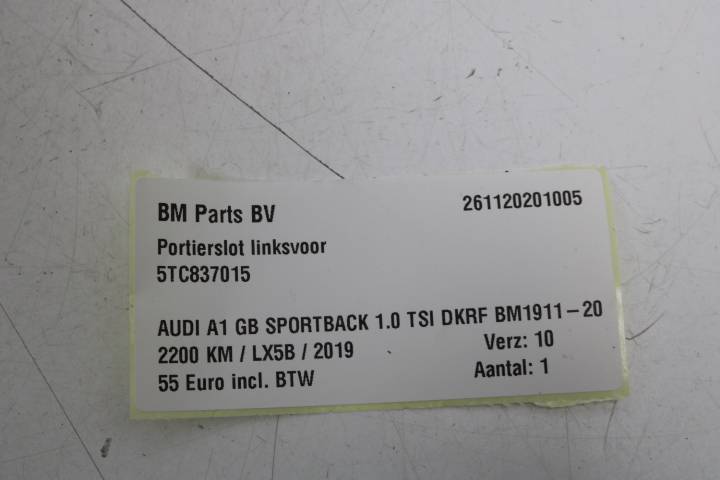 BM Parts BV 261120201005
Portierslot linksvoor
5TC837015
AUDI A1 GB SPORTBACK 1.0 TSI DKRF BM1911-20
2200 KM / LX5B / 2019 Verz: 10
55 Euro incl. BTW Aantal: 1